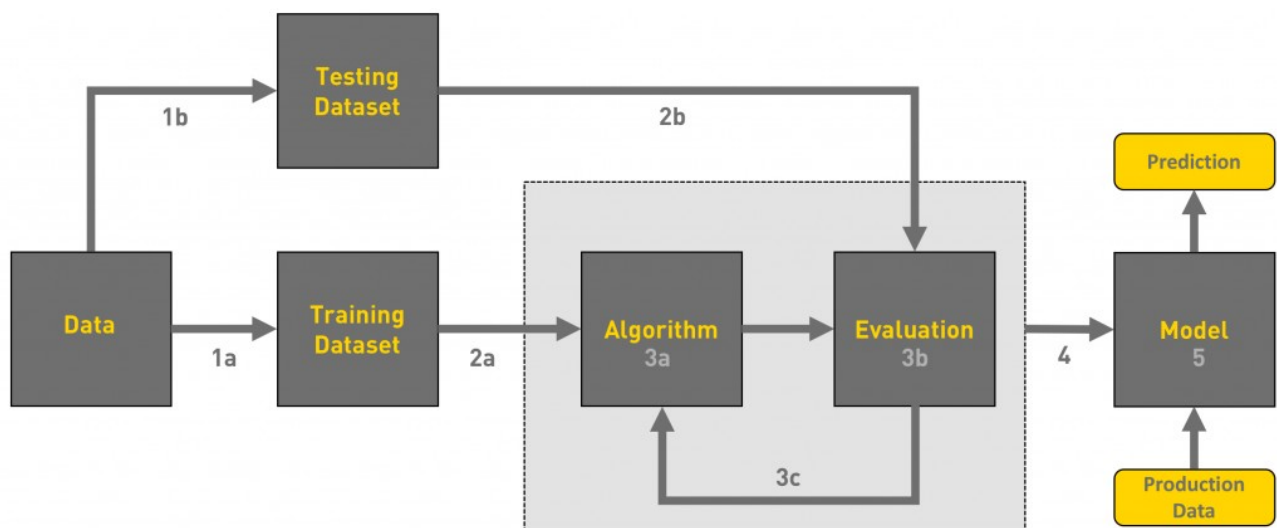 Testing
Dataset
1b
2b
Prediction
Data
1a
Training
Dataset
2a
Algorithm
3a
Evaluation
3b
4
Model
5
3c
Production
Data